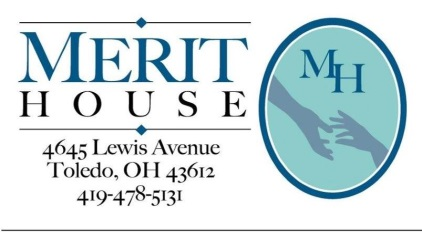 MERIT
HOUSE
4645 Lewis Avenue
Toledo, OH 43612
419-478-5131
MH